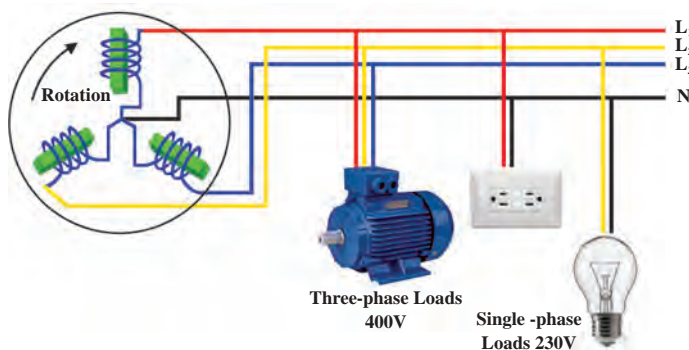 L
L
L
N
Rotation
Three-phase Loads
400V
Single -phase
Loads 230V